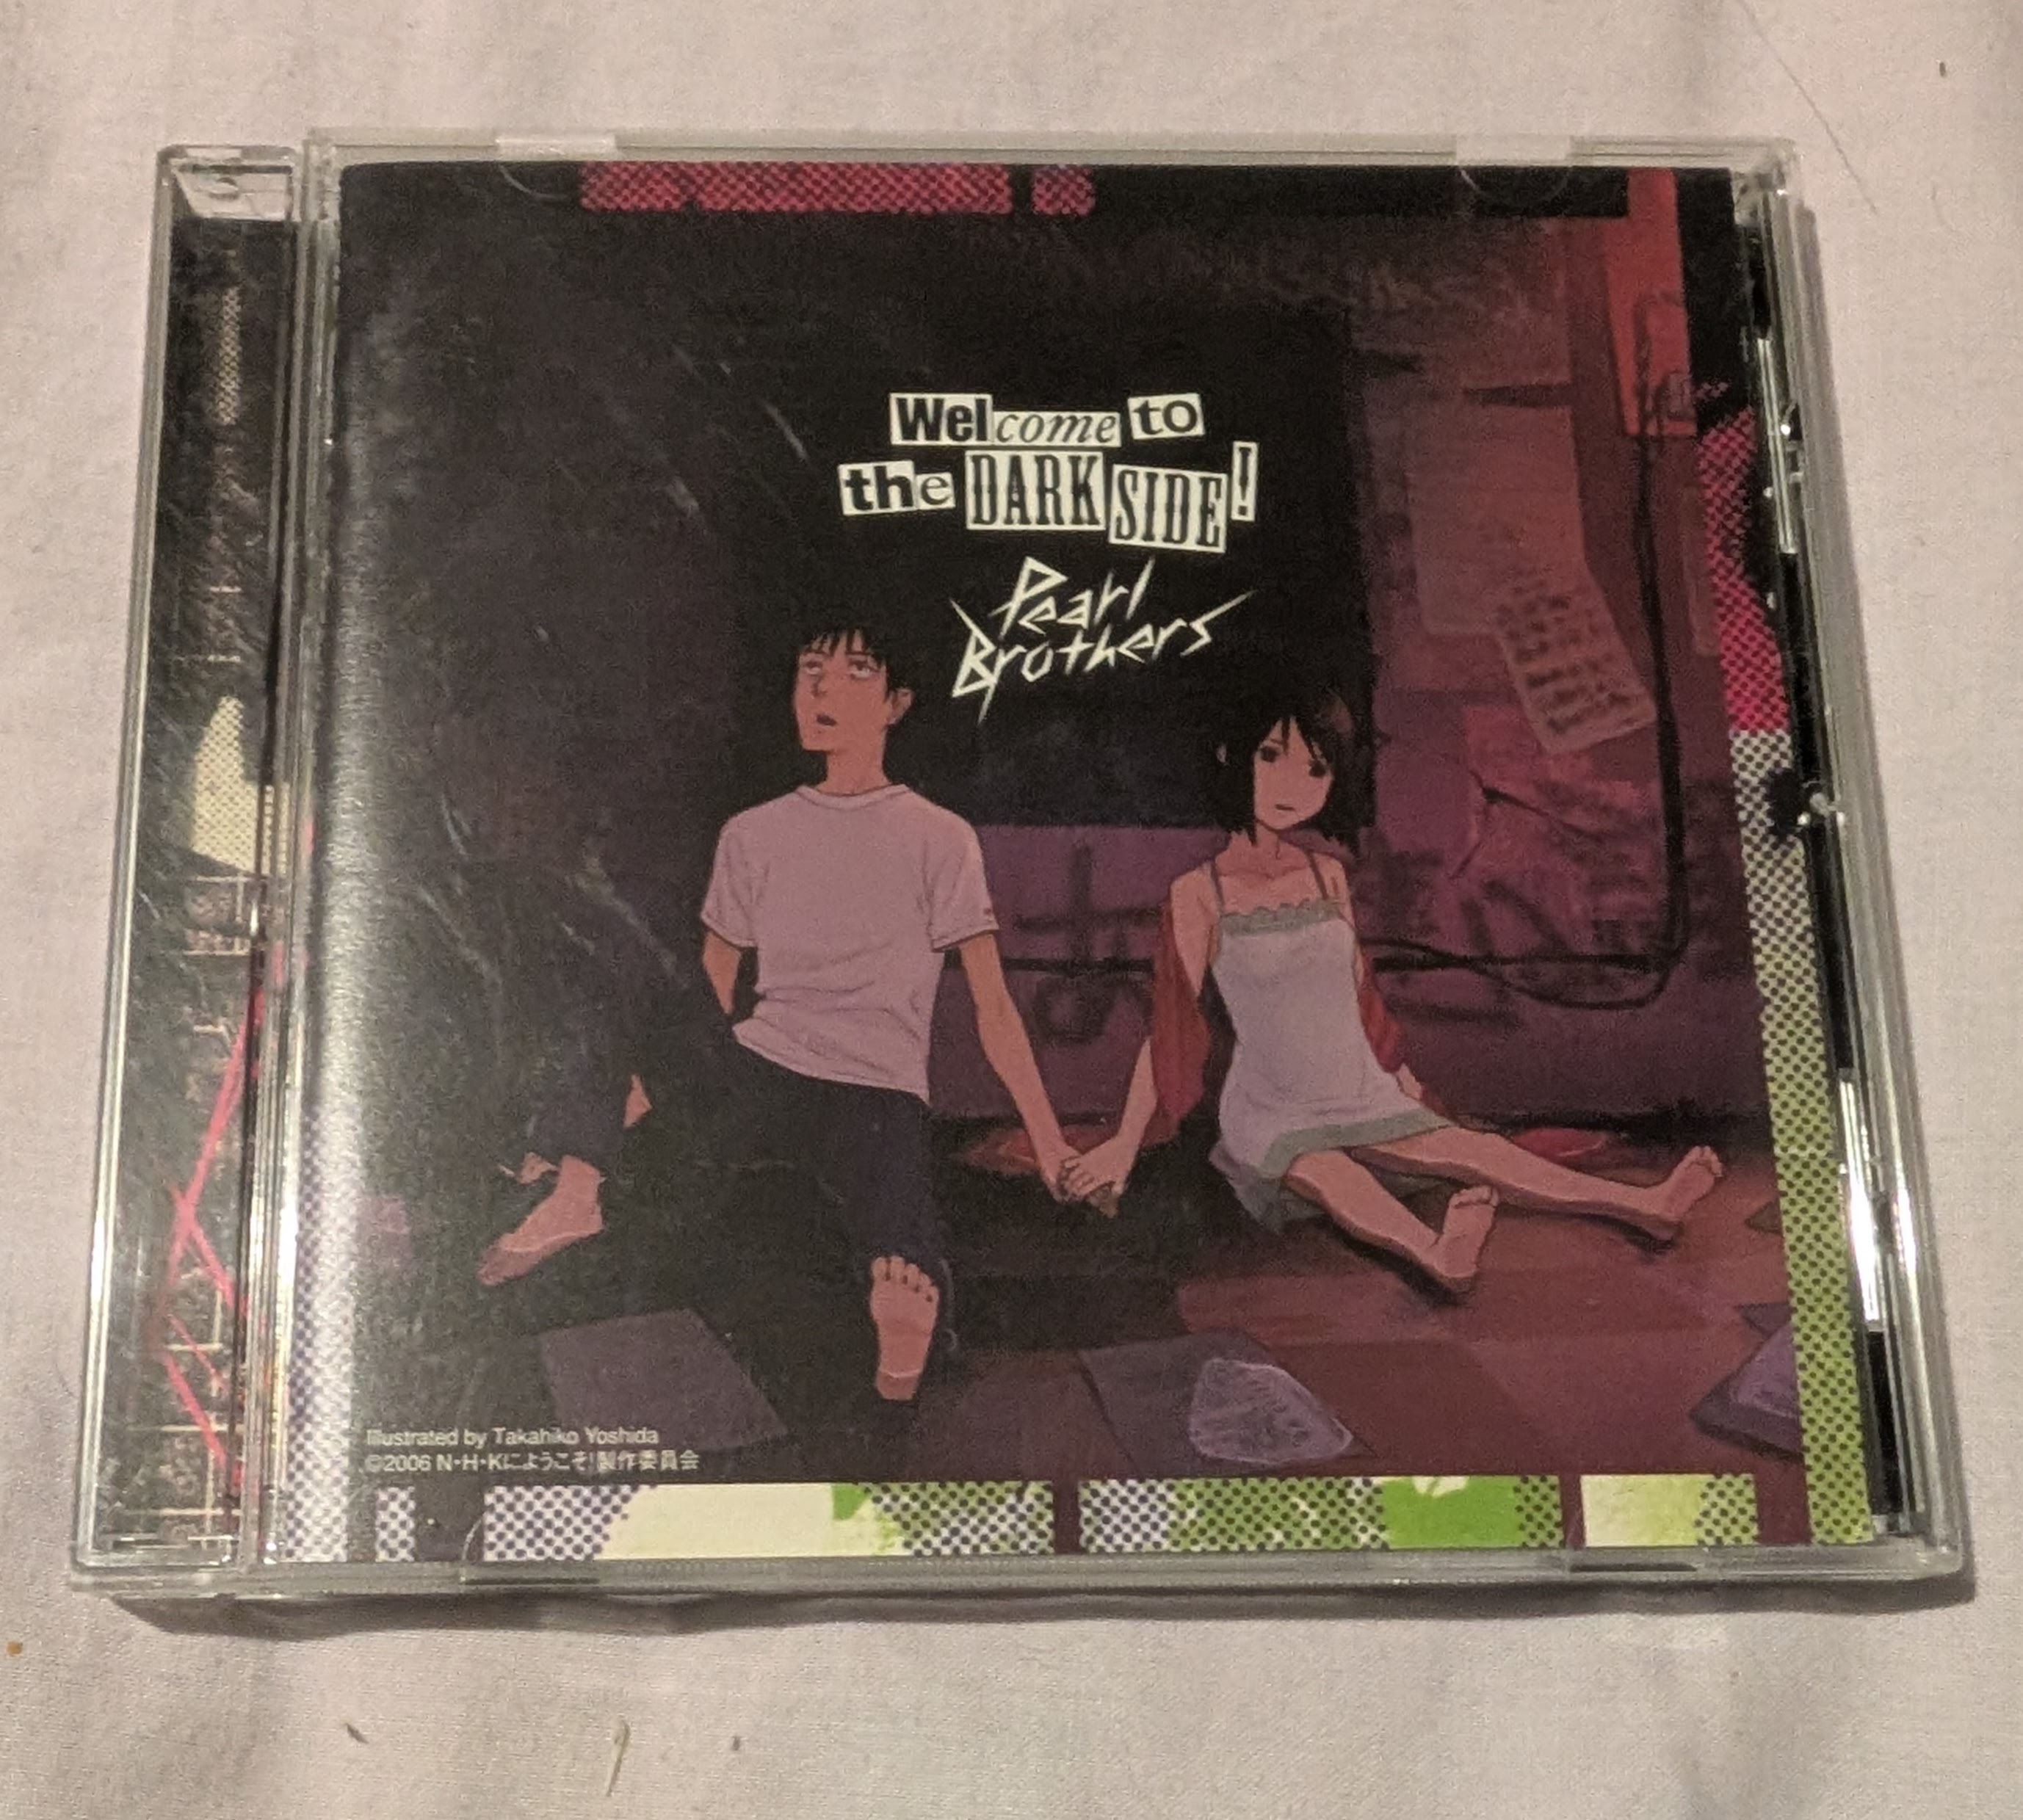 Welcome to
the DARK SIDE!
Pearl
Brothers
Illustrated by Takahiko Yoshida
©2006 N・H・Kにようこそ!製作委員会